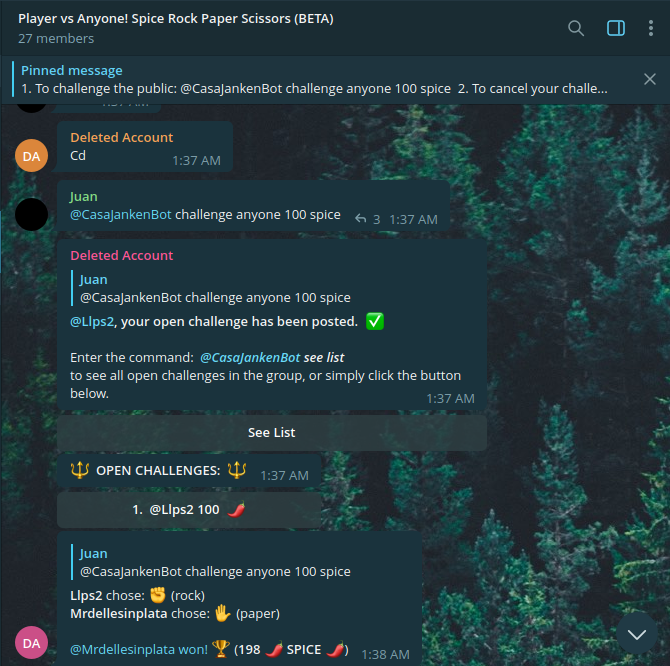 Player vs Anyone! Spice Rock Paper Scissors (BETA)
27 members
Pinned message
1. To challenge the public: @CasaJankenBot challenge anyone 100 spice 2. To cancel your challe...
1:37 AM
Deleted Account
DA
Cd
1:37 AM
Juan
@CasaJankenBot challenge anyone 100 spice
3 1:37 AM
Deleted Account
Juan
@CasaJankenBot challenge anyone 100 spice
@Llps2, your open challenge has been posted. ✅
Enter the command: @CasaJankenBot see list
to see all open challenges in the group, or simply click the button
below.
1:37 AM
See List
🔱 OPEN CHALLENGES: 🔱 1:37 AM
1. @Llps2 100 🌶️
Juan
@CasaJankenBot challenge anyone 100 spice
Llps2 chose: ✊ (rock)
Mrdellesinplata chose: ✋ (paper)
DA
@Mrdellesinplata won! 🏆 (198 🌶️ SPICE 🌶️)
1:38 AM